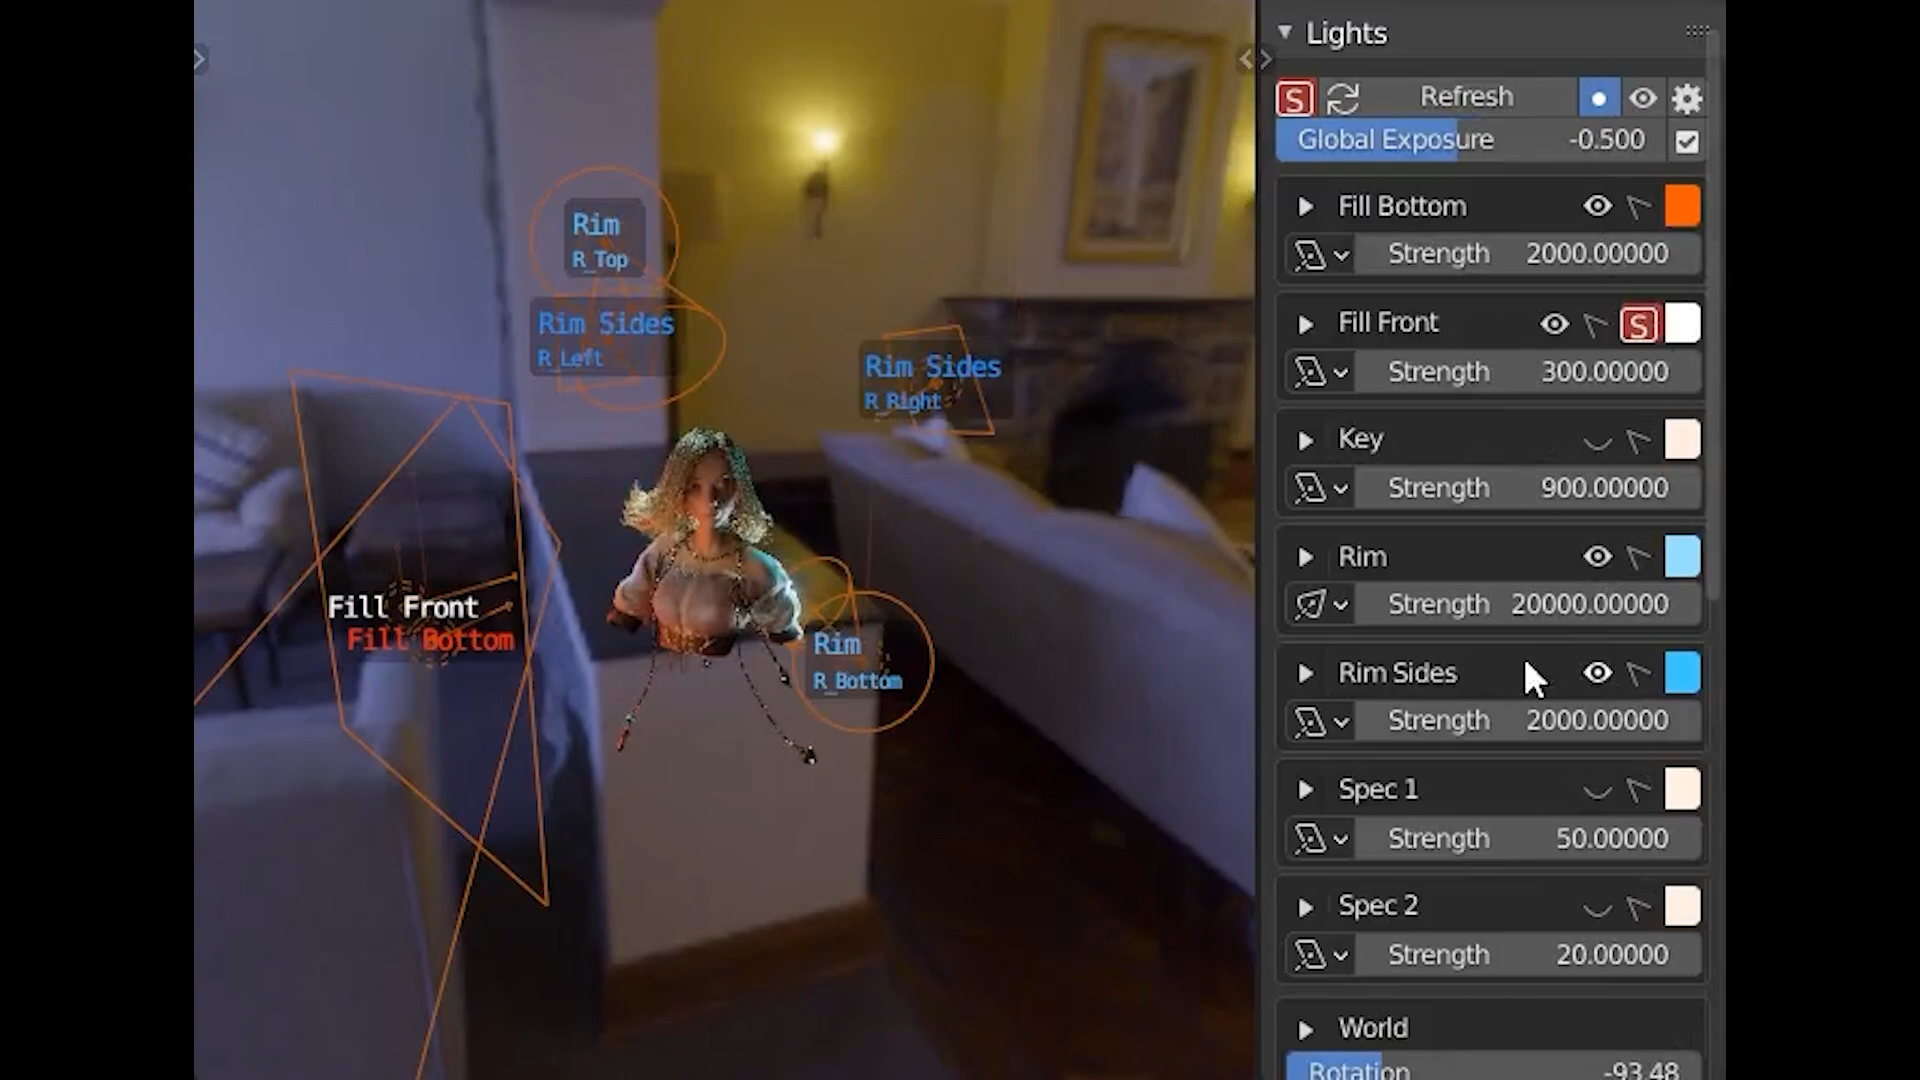 Rim
R_Top
Rim Sides
R_Left
Rim Sides
R_Right
Fill Front
Fill Bottom
Rim
R_Bottom
Lights
S Refresh
Global Exposure -0.500
Fill Bottom
Strength 2000.00000
Fill Front S
Strength 300.00000
Key
Strength 900.00000
Rim
Strength 20000.00000
Rim Sides
Strength 2000.00000
Spec 1
Strength 50.00000
Spec 2
Strength 20.00000
World
Rotation -93.48